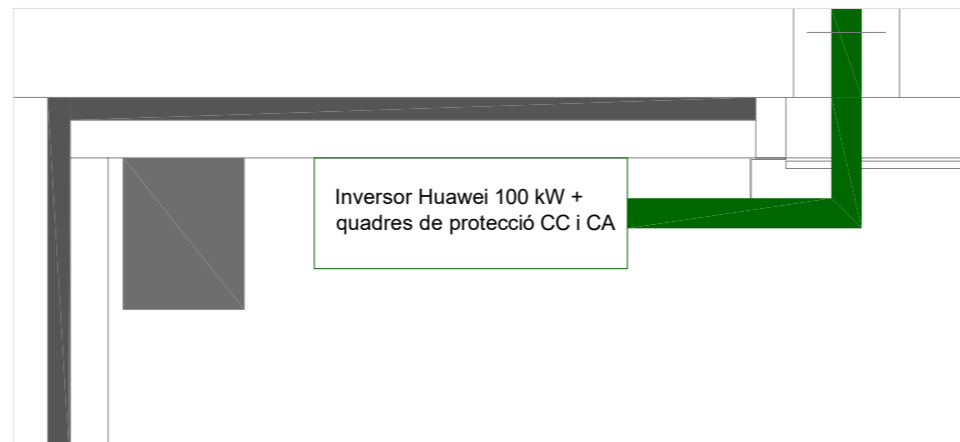 Inversor Huawei 100 kW +
quadres de protecció CC i CA